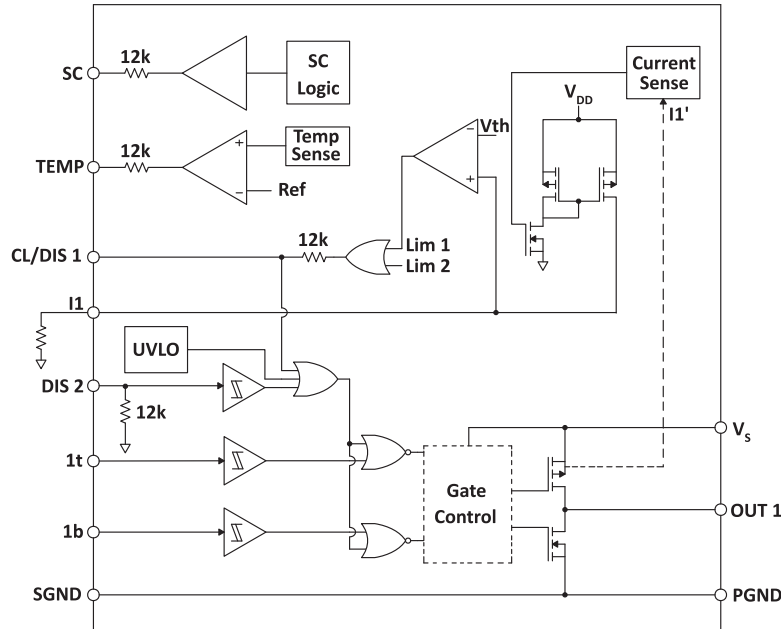 SC
12k
SC
Logic
Current
Sense
VDD
I1'
Vth
TEMP
12k
Temp
Sense
Ref
CL/DIS 1
12k
Lim 1
Lim 2
I1
UVLO
DIS 2
12k
VS
1t
Gate
Control
OUT 1
1b
SGND
PGND